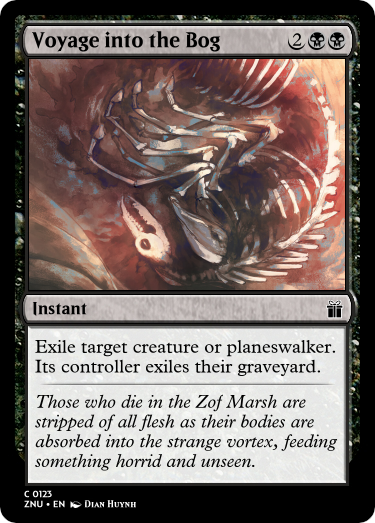 Voyage into the Bog 2
Instant
Exile target creature or planeswalker.
Its controller exiles their graveyard.
Those who die in the Zof Marsh are
stripped of all flesh as their bodies are
absorbed into the strange vortex, feeding
something horrid and unseen.
C 0123
ZNU • EN Dian Huynh